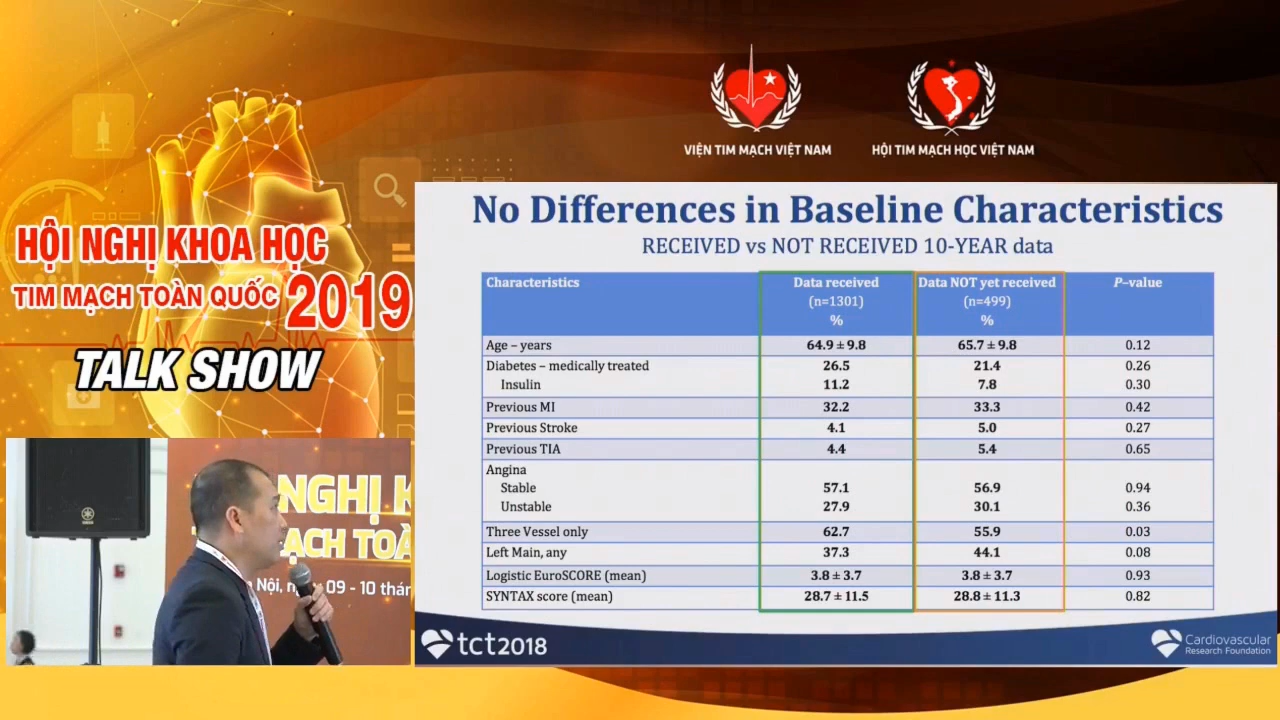 VIỆN TIM MẠCH VIỆT NAM
HỘI TIM MẠCH HỌC VIỆT NAM
HỘI NGHỊ KHOA HỌC
TIM MẠCH TOÀN QUỐC 2019
TALK SHOW
No Differences in Baseline Characteristics
RECEIVED vs NOT RECEIVED 10-YEAR data
Characteristics Data received (n=1301) % Data NOT yet received (n=499) % P–value
Age – years 64.9 ± 9.8 65.7 ± 9.8 0.12
Diabetes – medically treated 26.5 21.4 0.26
Insulin 11.2 7.8 0.30
Previous MI 32.2 33.3 0.42
Previous Stroke 4.1 5.0 0.27
Previous TIA 4.4 5.4 0.65
Angina
Stable 57.1 56.9 0.94
Unstable 27.9 30.1 0.36
Three Vessel only 62.7 55.9 0.03
Left Main, any 37.3 44.1 0.08
Logistic EuroSCORE (mean) 3.8 ± 3.7 3.8 ± 3.7 0.93
SYNTAX score (mean) 28.7 ± 11.5 28.8 ± 11.3 0.82
tct2018
Cardiovascular
Research Foundation
NGHỊ K
ẠCH TOÀ
Nội, ng 09 - 10 thán
YAMAHA